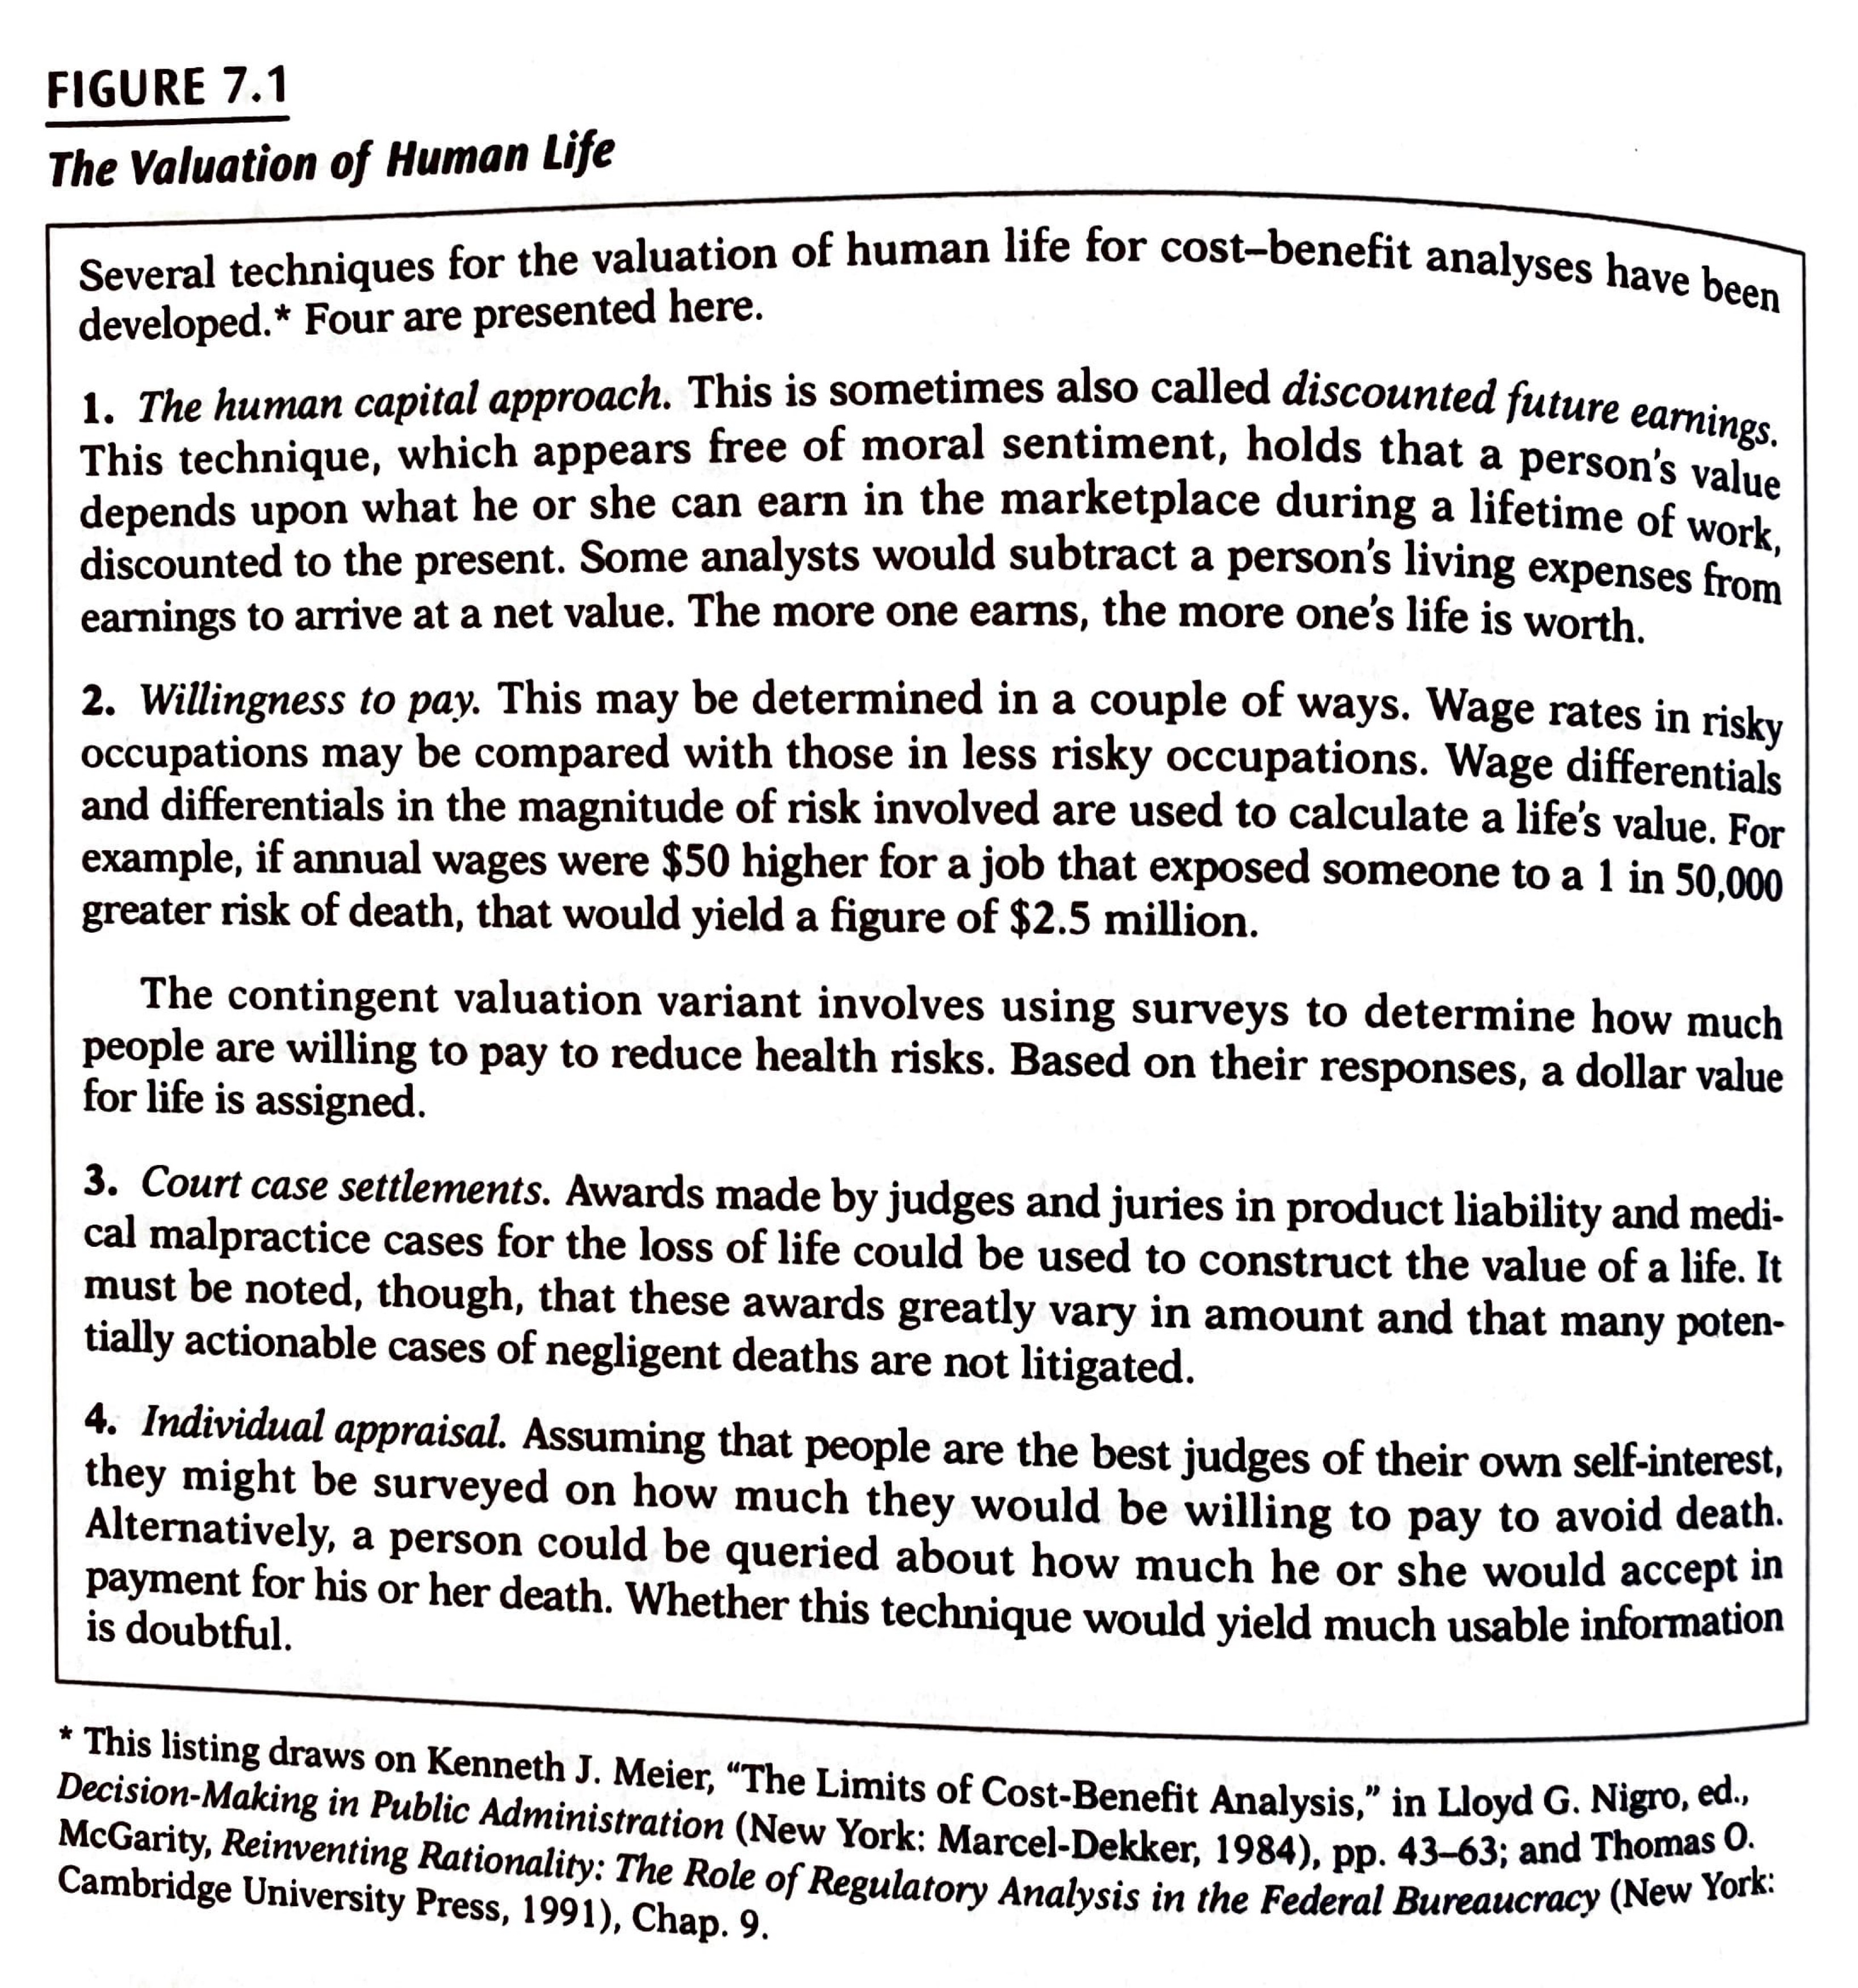 FIGURE 7.1
The Valuation of Human Life
Several techniques for the valuation of human life for cost–benefit analyses have been
developed.* Four are presented here.
1. The human capital approach. This is sometimes also called discounted future earnings.
This technique, which appears free of moral sentiment, holds that a person's value
depends upon what he or she can earn in the marketplace during a lifetime of work,
discounted to the present. Some analysts would subtract a person's living expenses from
earnings to arrive at a net value. The more one earns, the more one's life is worth.
2. Willingness to pay. This may be determined in a couple of ways. Wage rates in risky
occupations may be compared with those in less risky occupations. Wage differentials
and differentials in the magnitude of risk involved are used to calculate a life's value. For
example, if annual wages were $50 higher for a job that exposed someone to a 1 in 50,000
greater risk of death, that would yield a figure of $2.5 million.
The contingent valuation variant involves using surveys to determine how much
people are willing to pay to reduce health risks. Based on their responses, a dollar value
for life is assigned.
3. Court case settlements. Awards made by judges and juries in product liability and medi-
cal malpractice cases for the loss of life could be used to construct the value of a life. It
must be noted, though, that these awards greatly vary in amount and that many poten-
tially actionable cases of negligent deaths are not litigated.
4. Individual appraisal. Assuming that people are the best judges of their own self-interest,
they might be surveyed on how much they would be willing to pay to avoid death.
Alternatively, a person could be queried about how much he or she would accept in
payment for his or her death. Whether this technique would yield much usable information
is doubtful.
* This listing draws on Kenneth J. Meier, “The Limits of Cost-Benefit Analysis,” in Lloyd G. Nigro, ed.,
Decision-Making in Public Administration (New York: Marcel-Dekker, 1984), pp. 43–63; and Thomas O.
McGarity, Reinventing Rationality: The Role of Regulatory Analysis in the Federal Bureaucracy (New York:
Cambridge University Press, 1991), Chap. 9.